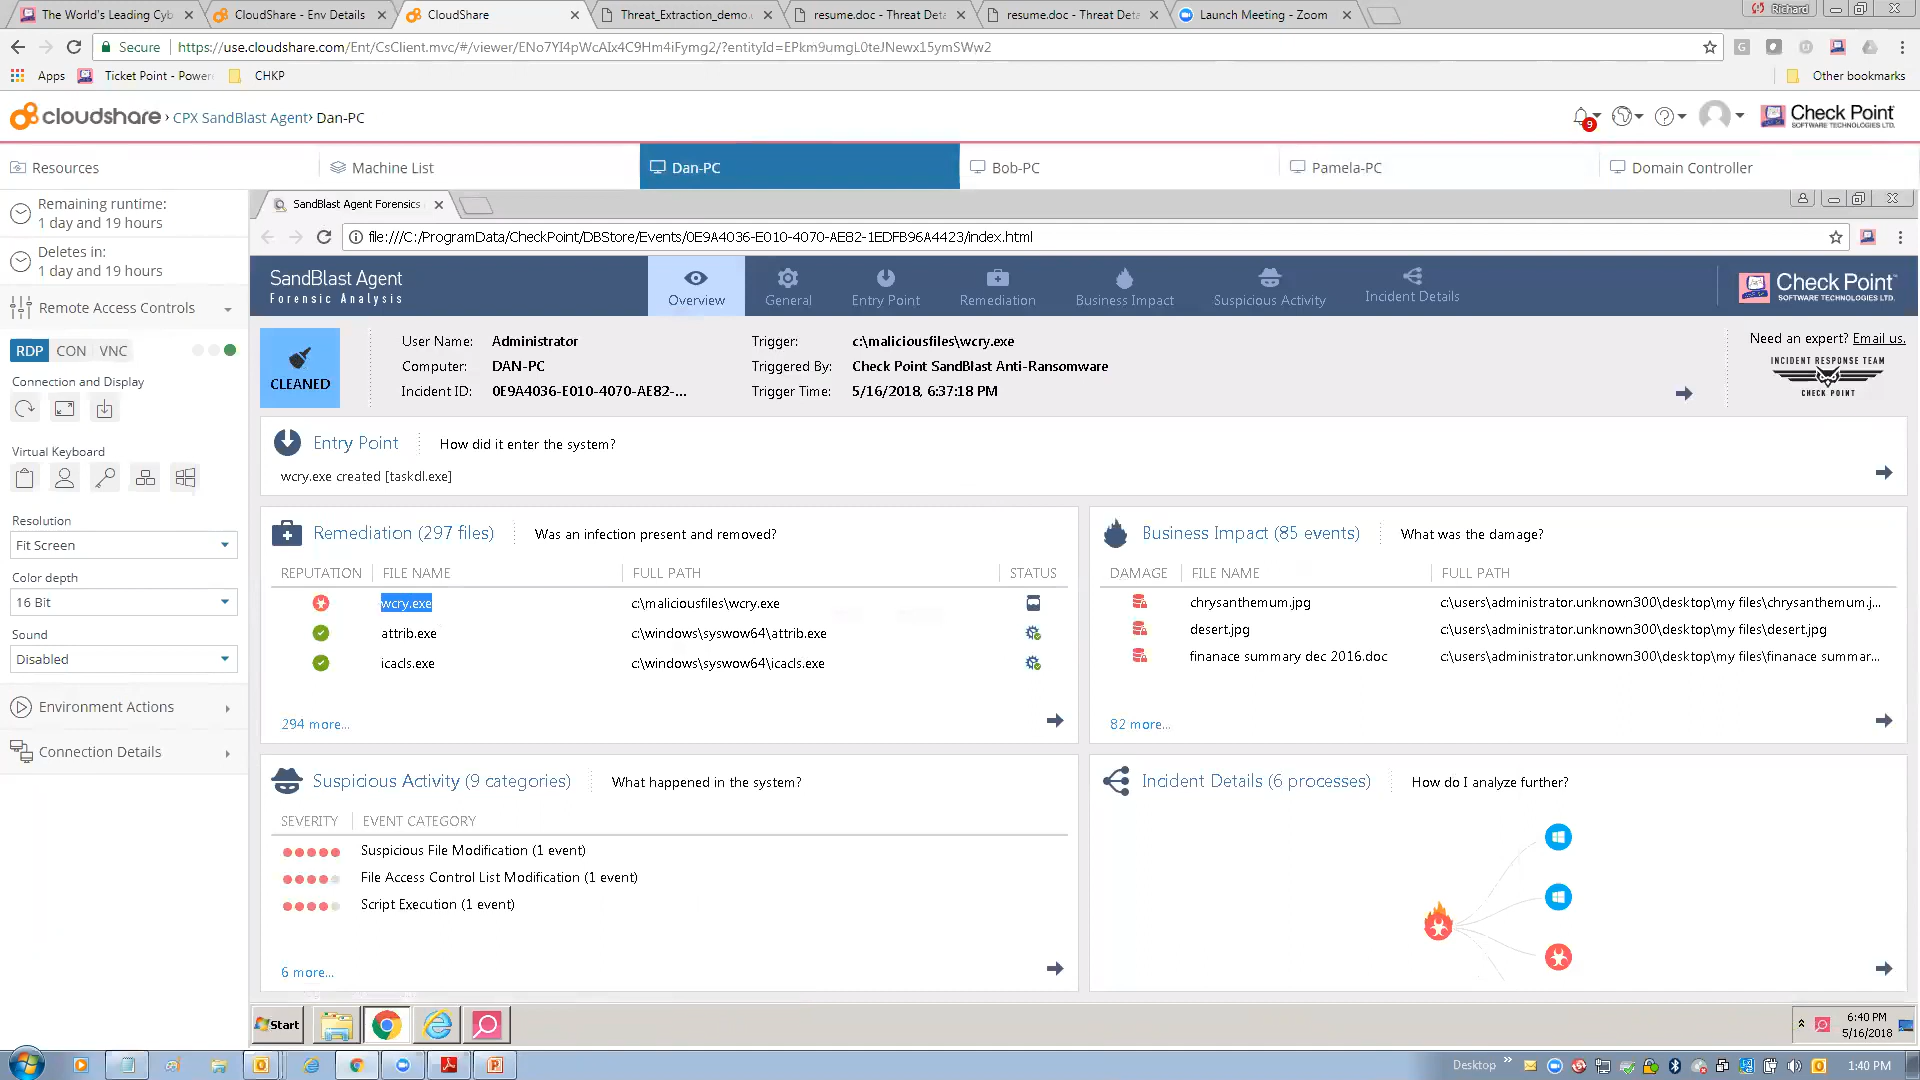 The World's Leading Cyb
CloudShare - Env Details
CloudShare
Threat_Extraction_demo.
resume.doc - Threat Deta
resume.doc - Threat Deta
Launch Meeting - Zoom
Richard
Secure
https://use.cloudshare.com/Ent/CsClient.mvc/#/viewer/ENo7YI4pWcAIx4C9Hm4iFymg2/?entityId=EPkm9umgL0teJNewx15ymSWw2
Apps
Ticket Point - Power
CHKP
Other bookmarks
cloudshare › CPX SandBlast Agent› Dan-PC
9
Check Point
SOFTWARE TECHNOLOGIES LTD.
Resources
Machine List
Dan-PC
Bob-PC
Pamela-PC
Domain Controller
Remaining runtime:
1 day and 19 hours
Deletes in:
1 day and 19 hours
Remote Access Controls
RDP CON VNC
Connection and Display
Virtual Keyboard
Resolution
Fit Screen
Color depth
16 Bit
Sound
Disabled
Environment Actions
Connection Details
SandBlast Agent Forensics
file:///C:/ProgramData/CheckPoint/DBStore/Events/0E9A4036-E010-4070-AE82-1EDFB96A4423/index.html
SandBlast Agent
Forensic Analysis
Overview
General
Entry Point
Remediation
Business Impact
Suspicious Activity
Incident Details
Check Point
SOFTWARE TECHNOLOGIES LTD.
CLEANED
User Name: Administrator
Computer: DAN-PC
Incident ID: 0E9A4036-E010-4070-AE82-...
Trigger: c:\maliciousfiles\wcry.exe
Triggered By: Check Point SandBlast Anti-Ransomware
Trigger Time: 5/16/2018, 6:37:18 PM
Need an expert? Email us.
INCIDENT RESPONSE TEAM
CHECK POINT
Entry Point
How did it enter the system?
wcry.exe created [taskdl.exe]
Remediation (297 files)
Was an infection present and removed?
REPUTATION FILE NAME FULL PATH STATUS
wcry.exe c:\maliciousfiles\wcry.exe
attrib.exe c:\windows\syswow64\attrib.exe
icacls.exe c:\windows\syswow64\icacls.exe
294 more...
Business Impact (85 events)
What was the damage?
DAMAGE FILE NAME FULL PATH
chrysanthemum.jpg c:\users\administrator.unknown300\desktop\my files\chrysanthemum.j...
desert.jpg c:\users\administrator.unknown300\desktop\my files\desert.jpg
finanace summary dec 2016.doc c:\users\administrator.unknown300\desktop\my files\finanace summar...
82 more...
Suspicious Activity (9 categories)
What happened in the system?
SEVERITY EVENT CATEGORY
Suspicious File Modification (1 event)
File Access Control List Modification (1 event)
Script Execution (1 event)
6 more...
Incident Details (6 processes)
How do I analyze further?
Start
6:40 PM
5/16/2018
Desktop
1:40 PM